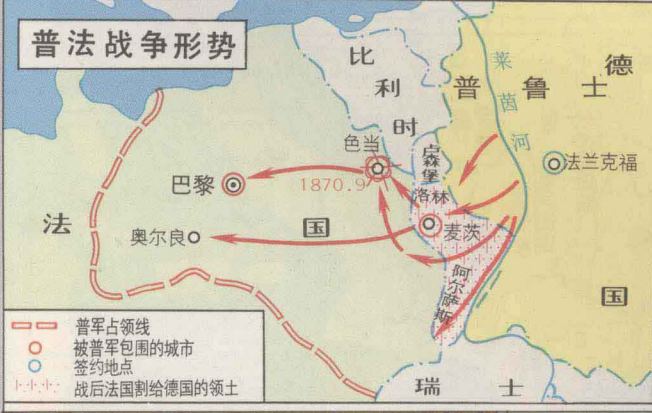 普法战争形势
比利时
普鲁士
德国
莱茵河
色当
卢森堡
法兰克福
巴黎
1870.9
洛林
法国
奥尔良
麦茨
阿尔萨斯
普军占领线
被普军包围的城市
签约地点
战后法国割给德国的领土
瑞士